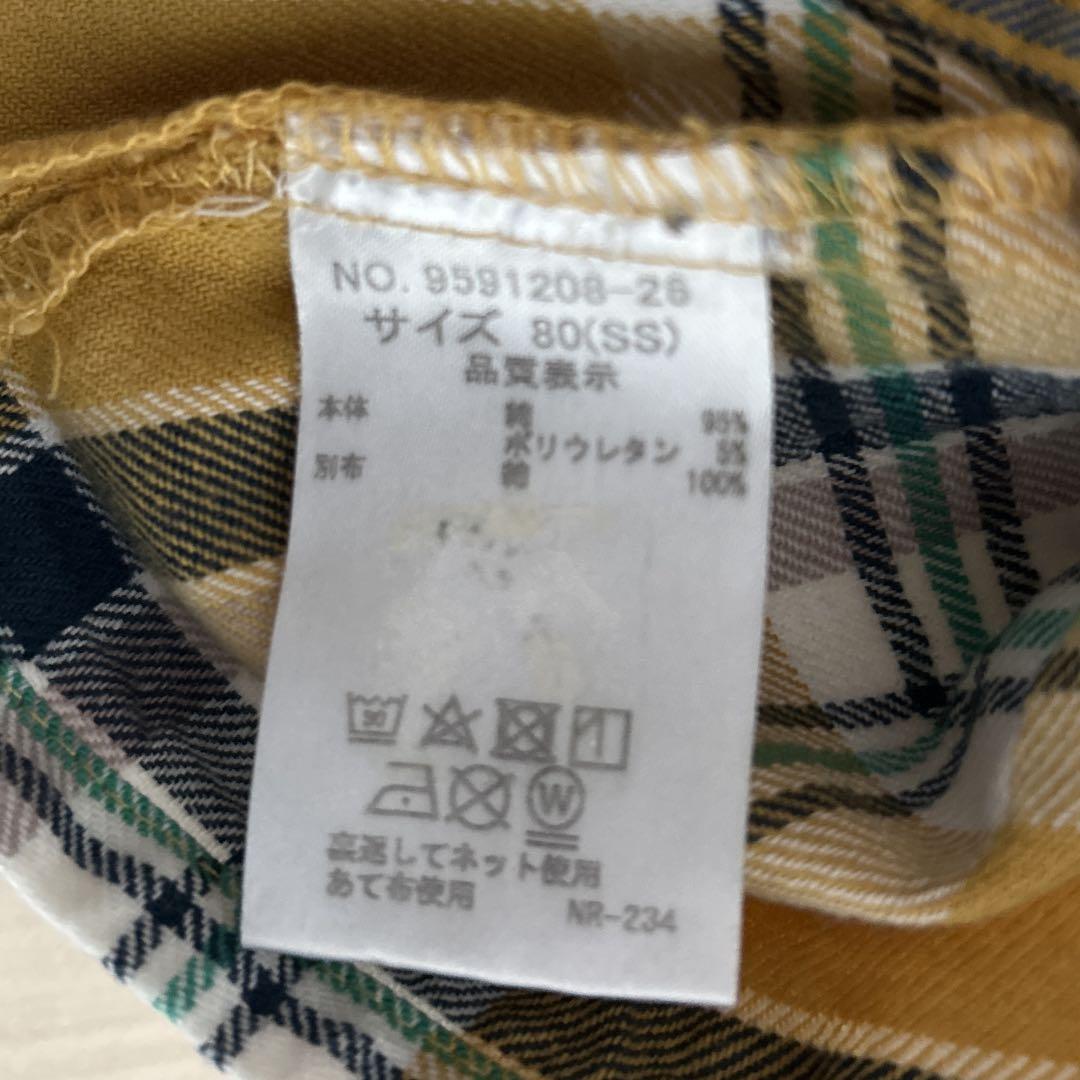 NO. 9591208-26
サイズ 80(SS)
品質表示
本体 綿 95%
ポリウレタン 5%
別布 綿 100%
30
W
裏返してネット使用
あて布使用 NR-234